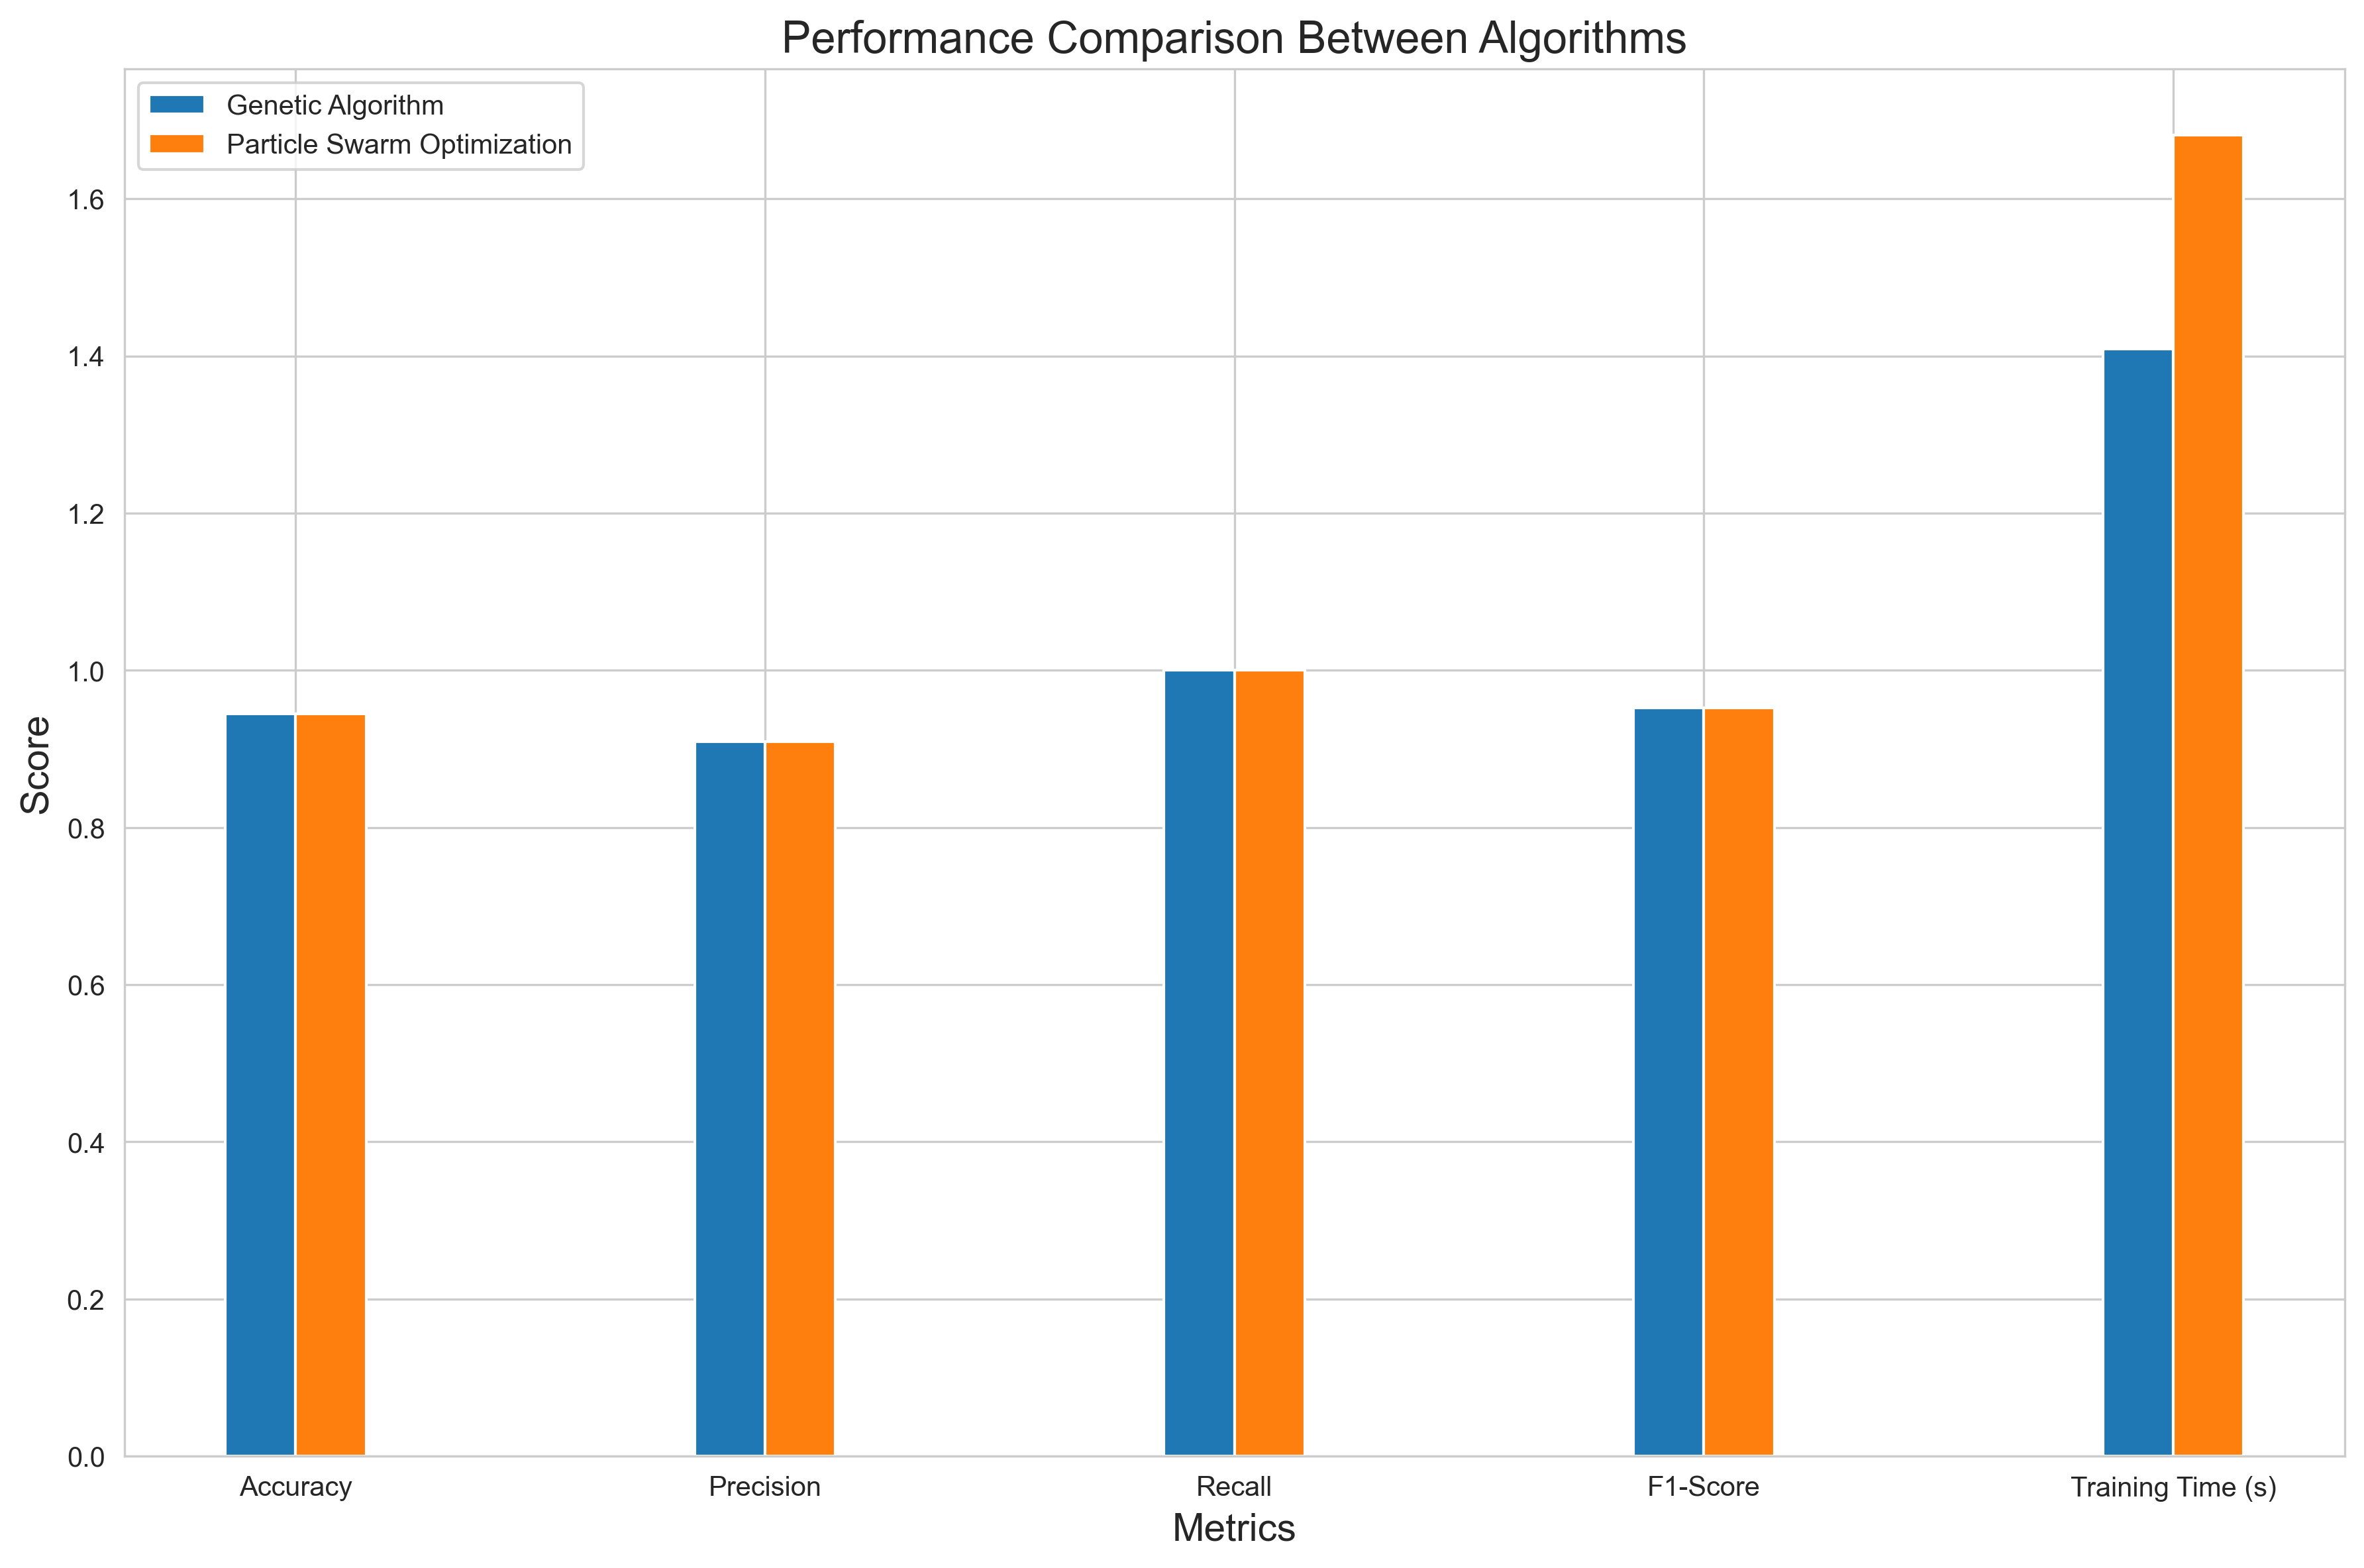 Performance Comparison Between Algorithms
Genetic Algorithm
Particle Swarm Optimization
1.6
1.4
1.2
1.0
0.8
0.6
0.4
0.2
0.0
Score
Accuracy
Precision
Recall
F1-Score
Training Time (s)
Metrics